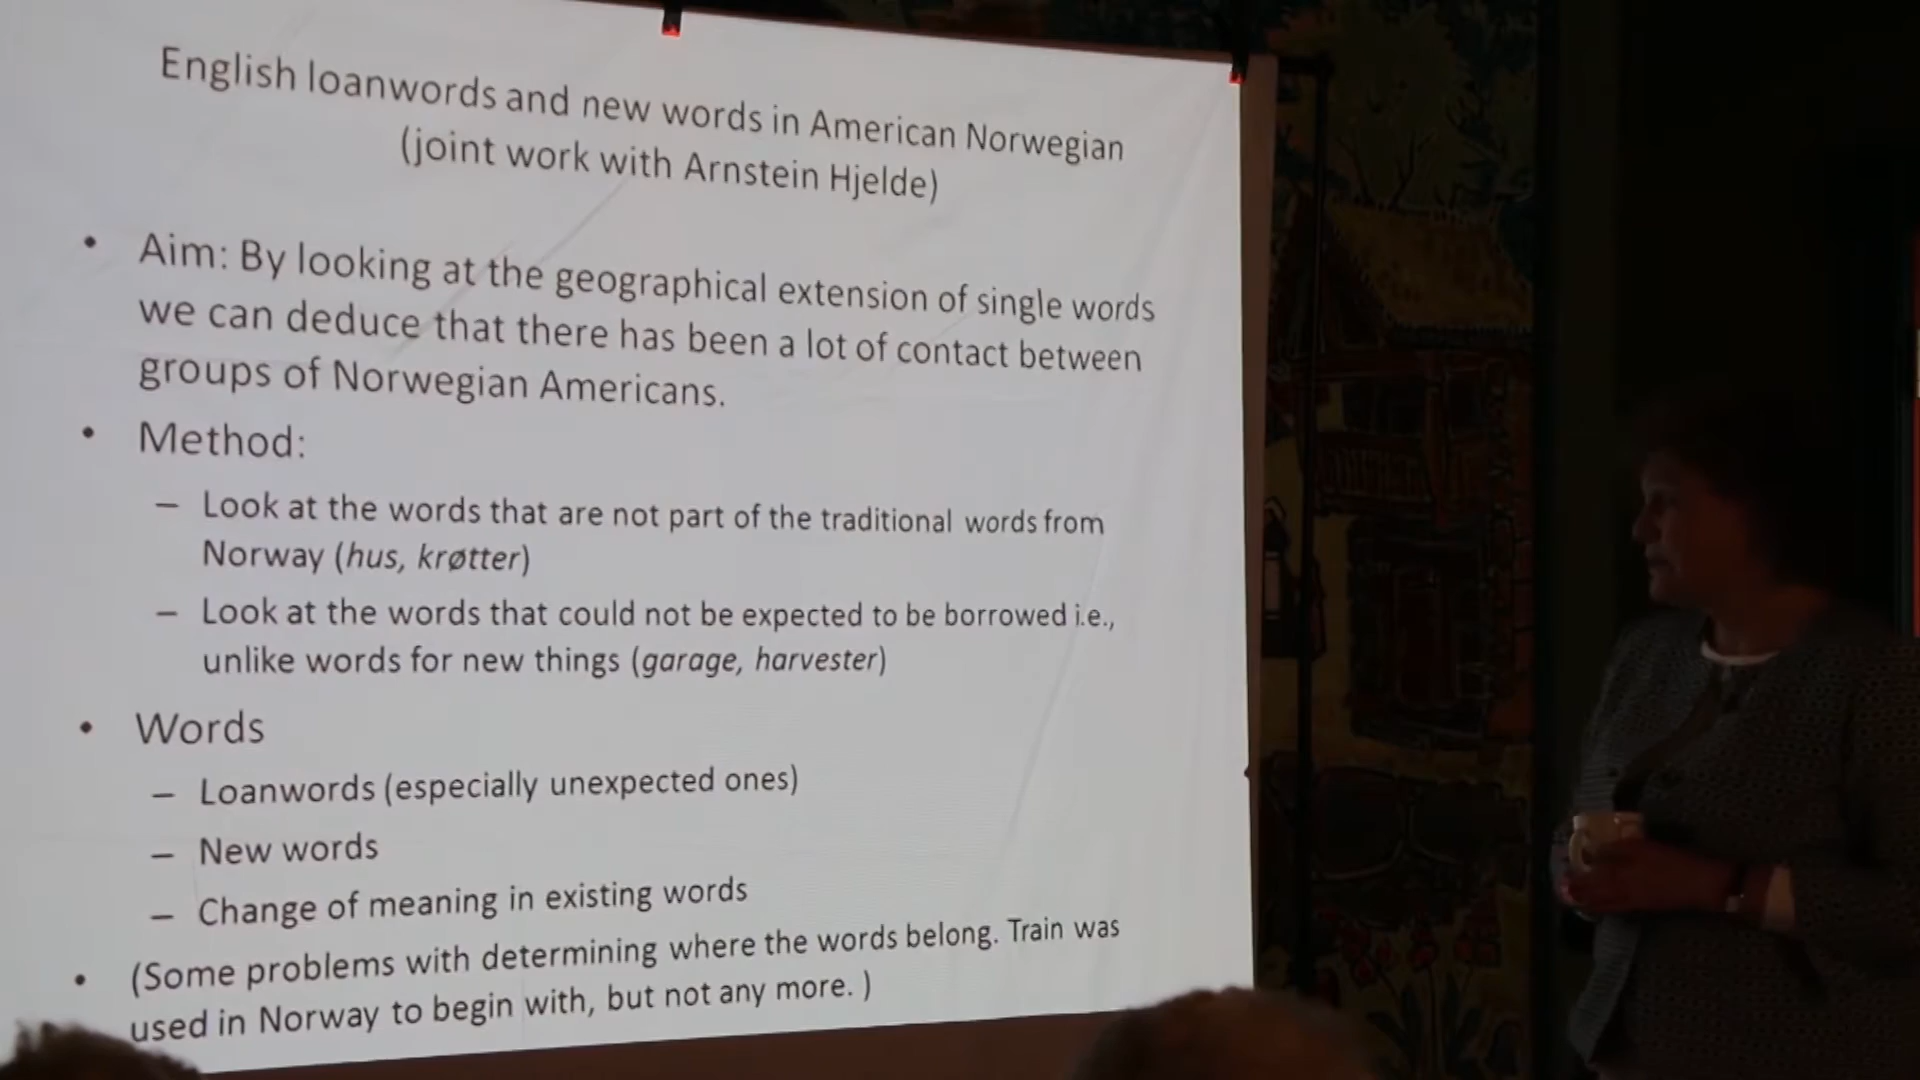 English loanwords and new words in American Norwegian
(joint work with Arnstein Hjelde)
• Aim: By looking at the geographical extension of single words
we can deduce that there has been a lot of contact between
groups of Norwegian Americans.
• Method:
– Look at the words that are not part of the traditional words from
Norway (hus, krøtter)
– Look at the words that could not be expected to be borrowed i.e.,
unlike words for new things (garage, harvester)
• Words
– Loanwords (especially unexpected ones)
– New words
– Change of meaning in existing words
• (Some problems with determining where the words belong. Train was
used in Norway to begin with, but not any more. )